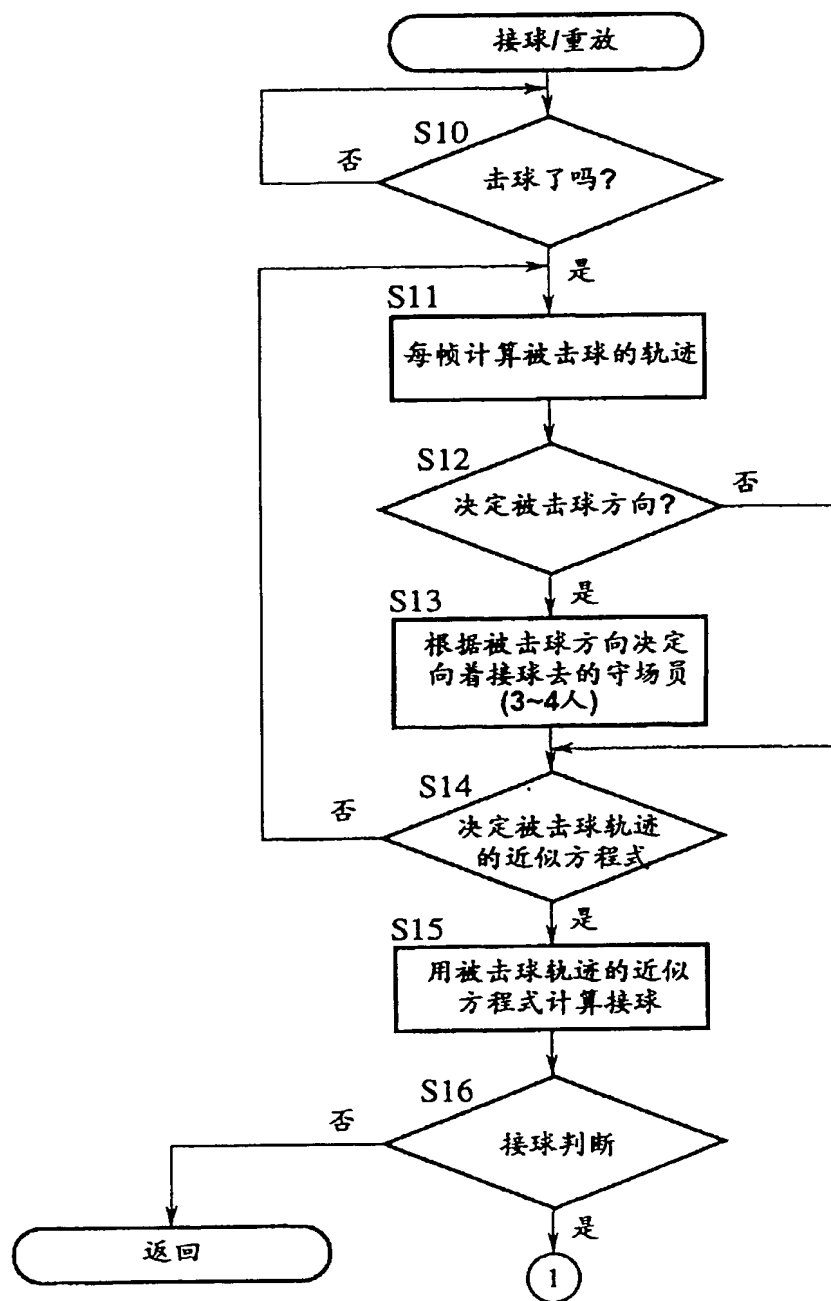 接球/重放
S10
否
击球了吗?
是
S11
每帧计算被击球的轨迹
S12
否
决定被击球方向?
是
S13
根据被击球方向决定
向着接球去的守场员
(3~4人)
S14
否
决定被击球轨迹
的近似方程式
是
S15
用被击球轨迹的近似
方程式计算接球
S16
否
接球判断
返回
是
1